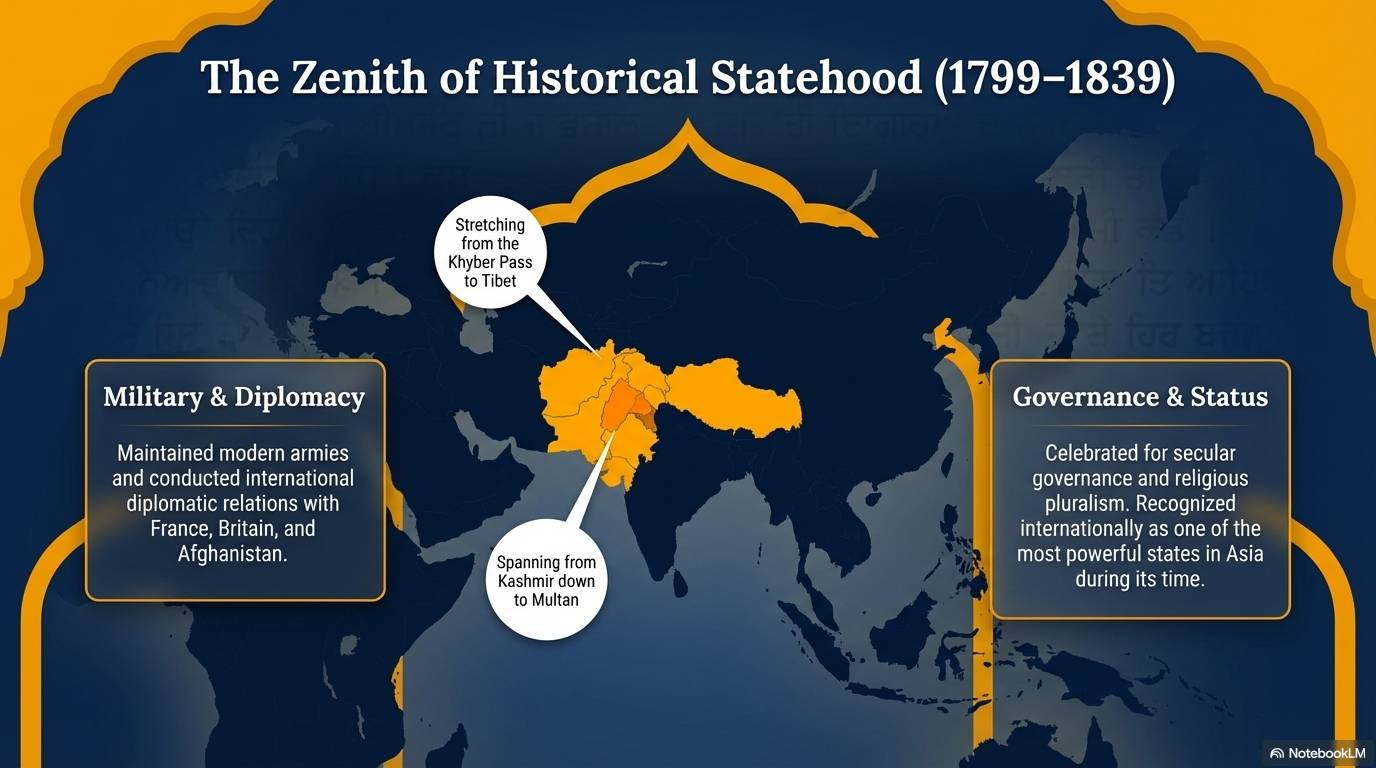 The Zenith of Historical Statehood (1799–1839)
Stretching
from the
Khyber Pass
to Tibet
Military & Diplomacy
Maintained modern armies
and conducted international
diplomatic relations with
France, Britain, and
Afghanistan.
Spanning from
Kashmir down
to Multan
Governance & Status
Celebrated for secular
governance and religious
pluralism. Recognized
internationally as one of the
most powerful states in Asia
during its time.
NotebookLM